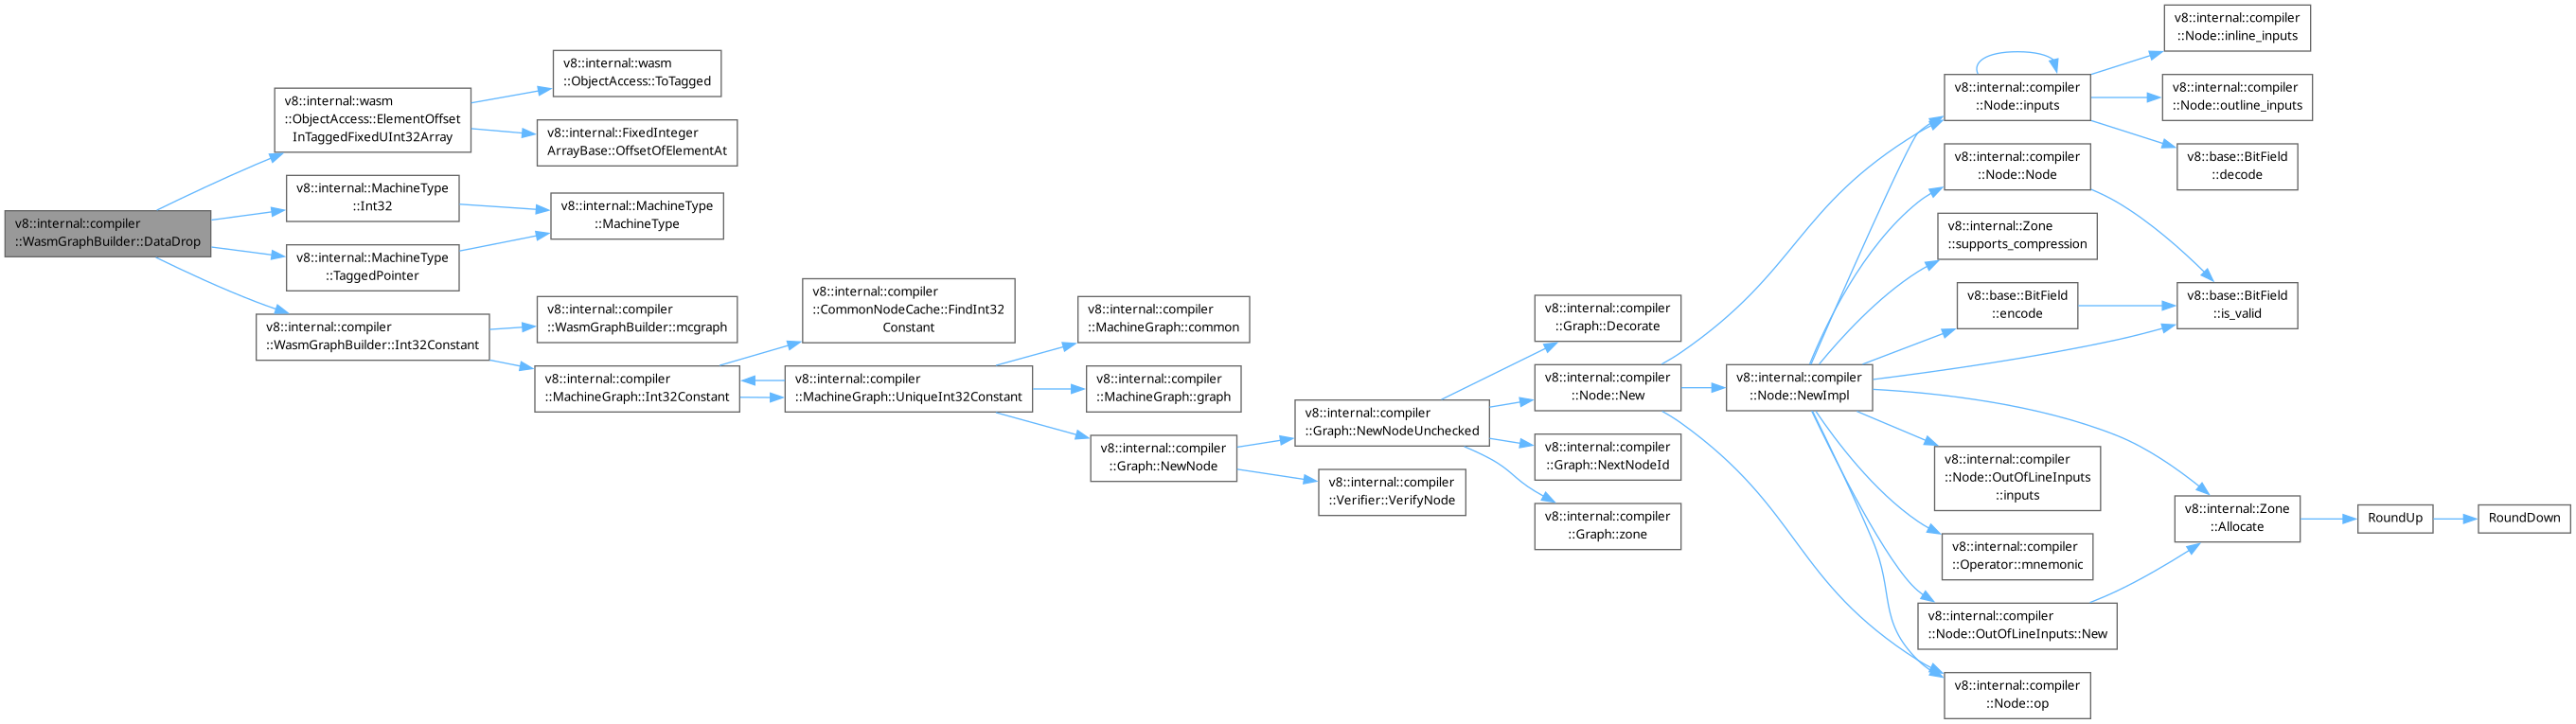 v8::internal::compiler
::WasmGraphBuilder::DataDrop
v8::internal::wasm
::ObjectAccess::ElementOffset
InTaggedFixedUInt32Array
v8::internal::MachineType
::Int32
v8::internal::MachineType
::TaggedPointer
v8::internal::compiler
::WasmGraphBuilder::Int32Constant
v8::internal::wasm
::ObjectAccess::ToTagged
v8::internal::FixedInteger
ArrayBase::OffsetOfElementAt
v8::internal::MachineType
::MachineType
v8::internal::compiler
::WasmGraphBuilder::mcgraph
v8::internal::compiler
::MachineGraph::Int32Constant
v8::internal::compiler
::CommonNodeCache::FindInt32
Constant
v8::internal::compiler
::MachineGraph::UniqueInt32Constant
v8::internal::compiler
::MachineGraph::common
v8::internal::compiler
::MachineGraph::graph
v8::internal::compiler
::Graph::NewNode
v8::internal::compiler
::Graph::NewNodeUnchecked
v8::internal::compiler
::Verifier::VerifyNode
v8::internal::compiler
::Graph::Decorate
v8::internal::compiler
::Node::New
v8::internal::compiler
::Graph::NextNodeId
v8::internal::compiler
::Graph::zone
v8::internal::compiler
::Node::NewImpl
v8::internal::compiler
::Node::inputs
v8::internal::compiler
::Node::Node
v8::internal::Zone
::supports_compression
v8::base::BitField
::encode
v8::internal::compiler
::Node::OutOfLineInputs
::inputs
v8::internal::compiler
::Operator::mnemonic
v8::internal::compiler
::Node::OutOfLineInputs::New
v8::internal::compiler
::Node::op
v8::internal::compiler
::Node::inline_inputs
v8::internal::compiler
::Node::outline_inputs
v8::base::BitField
::decode
v8::base::BitField
::is_valid
v8::internal::Zone
::Allocate
RoundUp
RoundDown